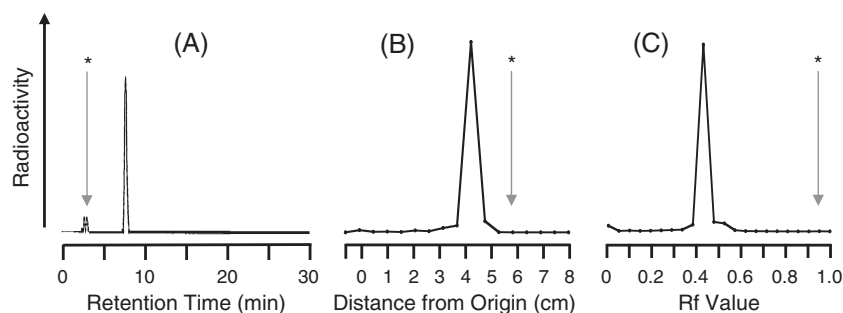 (A) (B) (C)
* * *
Radioactivity
0 10 20 30
0 1 2 3 4 5 6 7 8
0 0.2 0.4 0.6 0.8 1.0
Retention Time (min) Distance from Origin (cm) Rf Value